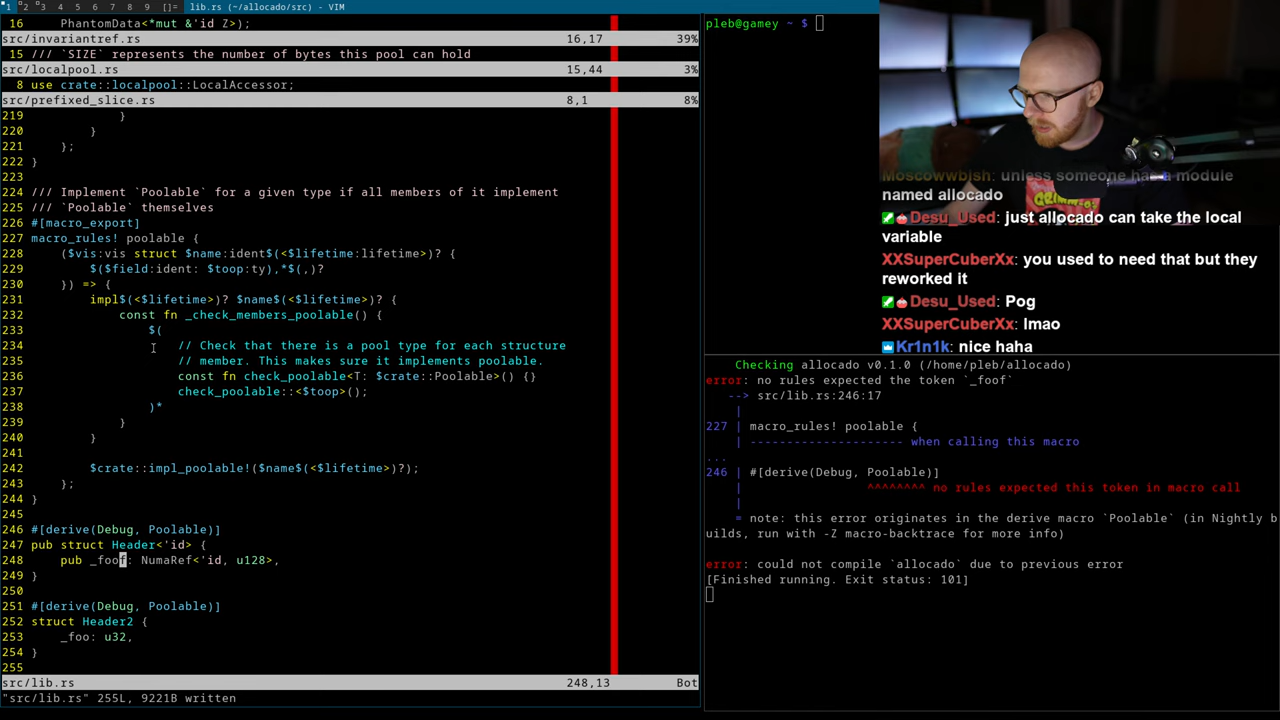 1 2 3 4 5 6 7 8 9 []= lib.rs (~/allocado/src) - VIM
16     PhantomData<*mut &'id Z>);
src/invariantref.rs 16,17 39%
15 /// `SIZE` represents the number of bytes this pool can hold
src/localpool.rs 15,44 3%
8 use crate::localpool::LocalAccessor;
src/prefixed_slice.rs 8,1 8%
219             }
220         }
221     };
222 }
223
224 /// Implement `Poolable` for a given type if all members of it implement
225 /// `Poolable` themselves
226 #[macro_export]
227 macro_rules! poolable {
228     ($vis:vis struct $name:ident$(<$lifetime:lifetime>)? {
229         $($field:ident: $toop:ty),*$(,)?
230     }) => {
231         impl$(<$lifetime>)? $name$(<$lifetime>)? {
232             const fn _check_members_poolable() {
233                 $(
234                     // Check that there is a pool type for each structure
235                     // member. This makes sure it implements poolable.
236                     const fn check_poolable<T: $crate::Poolable>() {}
237                     check_poolable::<$toop>();
238                 )*
239             }
240         }
241
242         $crate::impl_poolable!($name$(<$lifetime>)?);
243     };
244 }
245
246 #[derive(Debug, Poolable)]
247 pub struct Header<'id> {
248     pub _foof: NumaRef<'id, u128>,
249 }
250
251 #[derive(Debug, Poolable)]
252 struct Header2 {
253     _foo: u32,
254 }
255
src/lib.rs 248,13 Bot
"src/lib.rs" 255L, 9221B written
pleb@gamey ~ $
Moscowwbish: unless someone has a module
named allocado
Desu_Used: just allocado can take the local
variable
XXSuperCuberXx: you used to need that but they
reworked it
Desu_Used: Pog
XXSuperCuberXx: lmao
Kr1n1k: nice haha
Checking allocado v0.1.0 (/home/pleb/allocado)
error: no rules expected the token `_foof`
--> src/lib.rs:246:17
|
227 | macro_rules! poolable {
| --------------------- when calling this macro
...
246 | #[derive(Debug, Poolable)]
| ^^^^^^^^ no rules expected this token in macro call
|
= note: this error originates in the derive macro `Poolable` (in Nightly b
uilds, run with -Z macro-backtrace for more info)
error: could not compile `allocado` due to previous error
[Finished running. Exit status: 101]